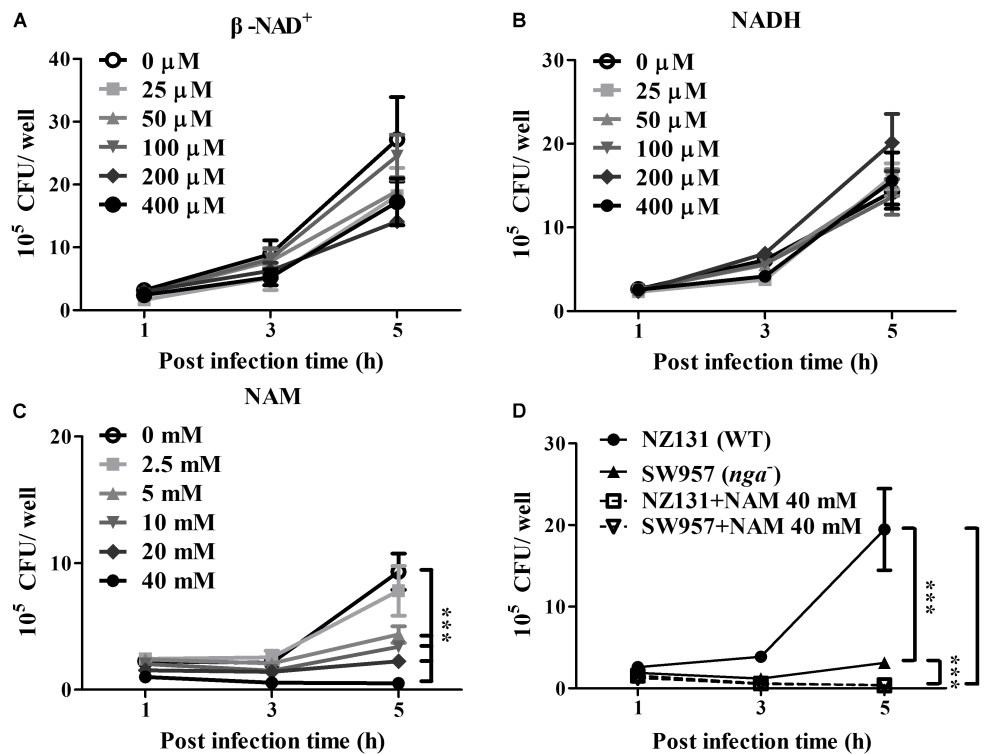 A
β-NAD+
0 μM
25 μM
50 μM
100 μM
200 μM
400 μM
40
30
20
10
0
10⁵ CFU/ well
1 3 5
Post infection time (h)
B
NADH
0 μM
25 μM
50 μM
100 μM
200 μM
400 μM
30
20
10
0
10⁵ CFU/ well
1 3 5
Post infection time (h)
C
NAM
0 mM
2.5 mM
5 mM
10 mM
20 mM
40 mM
20
10
0
10⁵ CFU/ well
***
1 3 5
Post infection time (h)
D
NZ131 (WT)
SW957 (nga⁻)
NZ131+NAM 40 mM
SW957+NAM 40 mM
30
20
10
0
10⁵ CFU/ well
***
***
1 3 5
Post infection time (h)